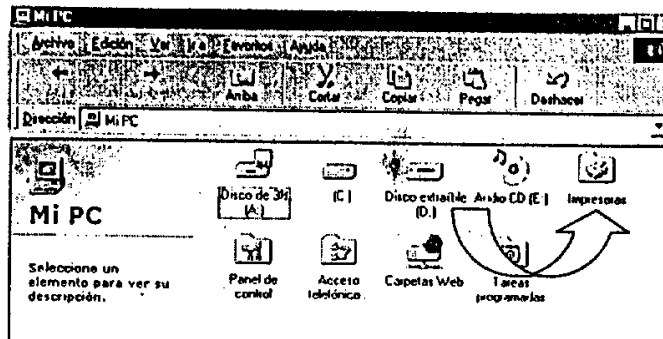 Mi PC
Archivo Edición Ver Ir a Favoritos Ayuda
Arriba Cortar Copiar Pegar Deshacer
Dirección Mi PC
Mi PC
Seleccione un
elemento para ver su
descripción.
Disco de 3½
(A:)
(C:)
Disco extraíble
(D:)
Audio CD (E:)
Impresoras
Panel de
control
Acceso
telefónico...
Carpetas Web
Tareas
programadas